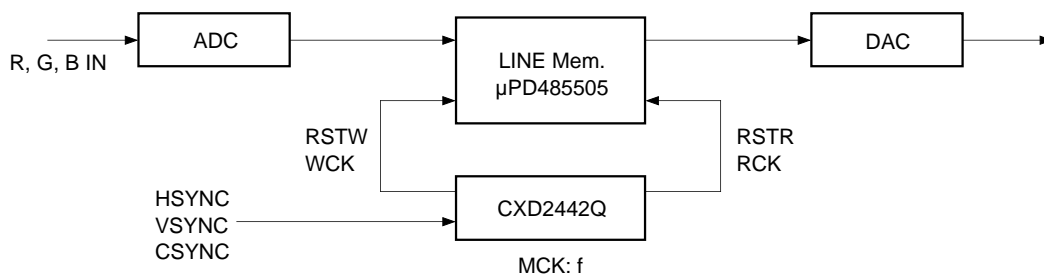 ADC
DAC
R, G, B IN
LINE Mem.
µPD485505
RSTW
WCK
RSTR
RCK
HSYNC
VSYNC
CSYNC
CXD2442Q
MCK: f